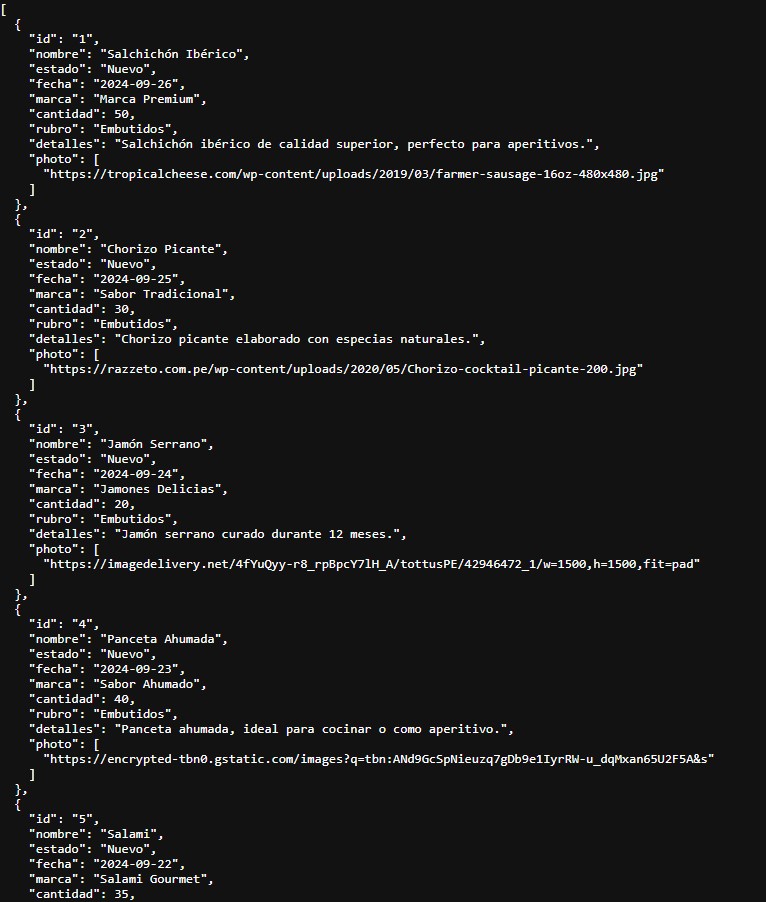 [
  {
    "id": "1",
    "nombre": "Salchichón Ibérico",
    "estado": "Nuevo",
    "fecha": "2024-09-26",
    "marca": "Marca Premium",
    "cantidad": 50,
    "rubro": "Embutidos",
    "detalles": "Salchichón ibérico de calidad superior, perfecto para aperitivos.",
    "photo": [
      "https://tropicalcheese.com/wp-content/uploads/2019/03/farmer-sausage-16oz-480x480.jpg"
    ]
  },
  {
    "id": "2",
    "nombre": "Chorizo Picante",
    "estado": "Nuevo",
    "fecha": "2024-09-25",
    "marca": "Sabor Tradicional",
    "cantidad": 30,
    "rubro": "Embutidos",
    "detalles": "Chorizo picante elaborado con especias naturales.",
    "photo": [
      "https://razzeto.com.pe/wp-content/uploads/2020/05/Chorizo-cocktail-picante-200.jpg"
    ]
  },
  {
    "id": "3",
    "nombre": "Jamón Serrano",
    "estado": "Nuevo",
    "fecha": "2024-09-24",
    "marca": "Jamones Delicias",
    "cantidad": 20,
    "rubro": "Embutidos",
    "detalles": "Jamón serrano curado durante 12 meses.",
    "photo": [
      "https://imagedelivery.net/4fYuQyy-r8_rpBpcY7lH_A/tottusPE/42946472_1/w=1500,h=1500,fit=pad"
    ]
  },
  {
    "id": "4",
    "nombre": "Panceta Ahumada",
    "estado": "Nuevo",
    "fecha": "2024-09-23",
    "marca": "Sabor Ahumado",
    "cantidad": 40,
    "rubro": "Embutidos",
    "detalles": "Panceta ahumada, ideal para cocinar o como aperitivo.",
    "photo": [
      "https://encrypted-tbn0.gstatic.com/images?q=tbn:ANd9GcSpNieuzq7gDb9e1IyrRW-u_dqMxan65U2F5A&s"
    ]
  },
  {
    "id": "5",
    "nombre": "Salami",
    "estado": "Nuevo",
    "fecha": "2024-09-22",
    "marca": "Salami Gourmet",
    "cantidad": 35,